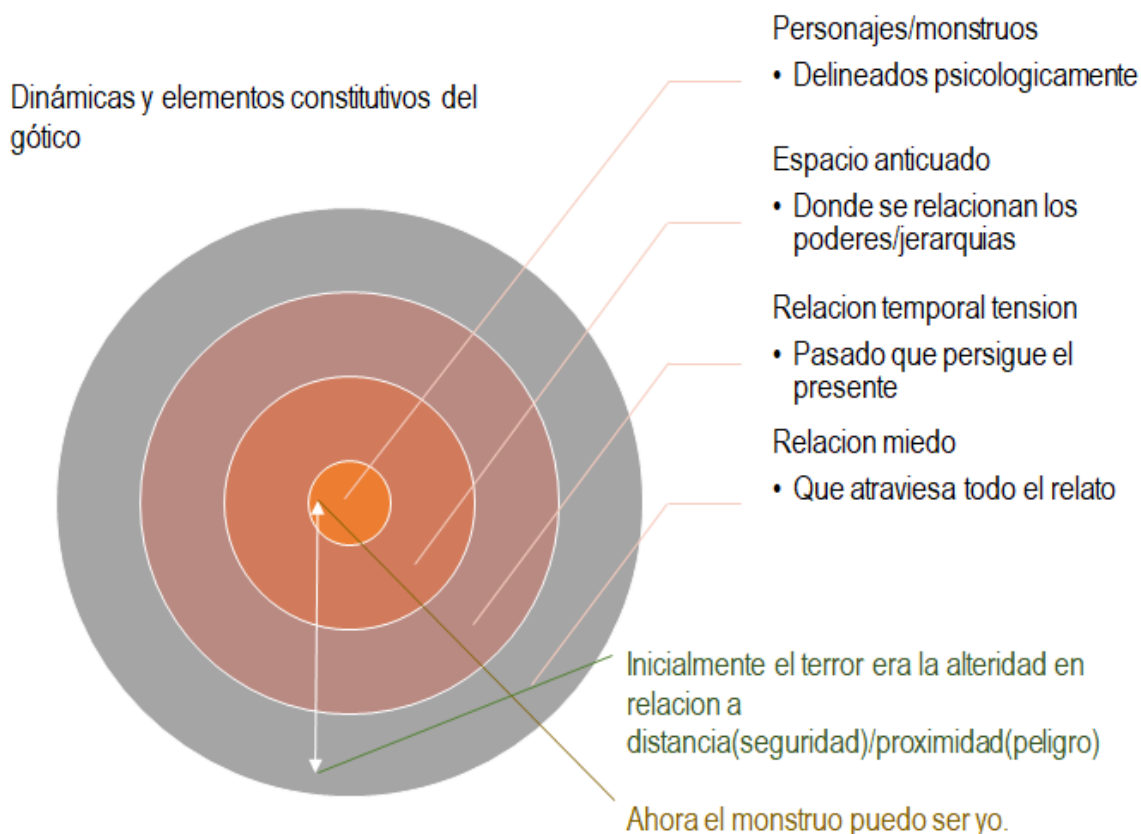 Dinámicas y elementos constitutivos del
gótico
Personajes/monstruos
• Delineados psicologicamente
Espacio anticuado
• Donde se relacionan los
poderes/jerarquias
Relacion temporal tension
• Pasado que persigue el
presente
Relacion miedo
• Que atraviesa todo el relato
Inicialmente el terror era la alteridad en
relacion a
distancia(seguridad)/proximidad(peligro)
Ahora el monstruo puedo ser yo.